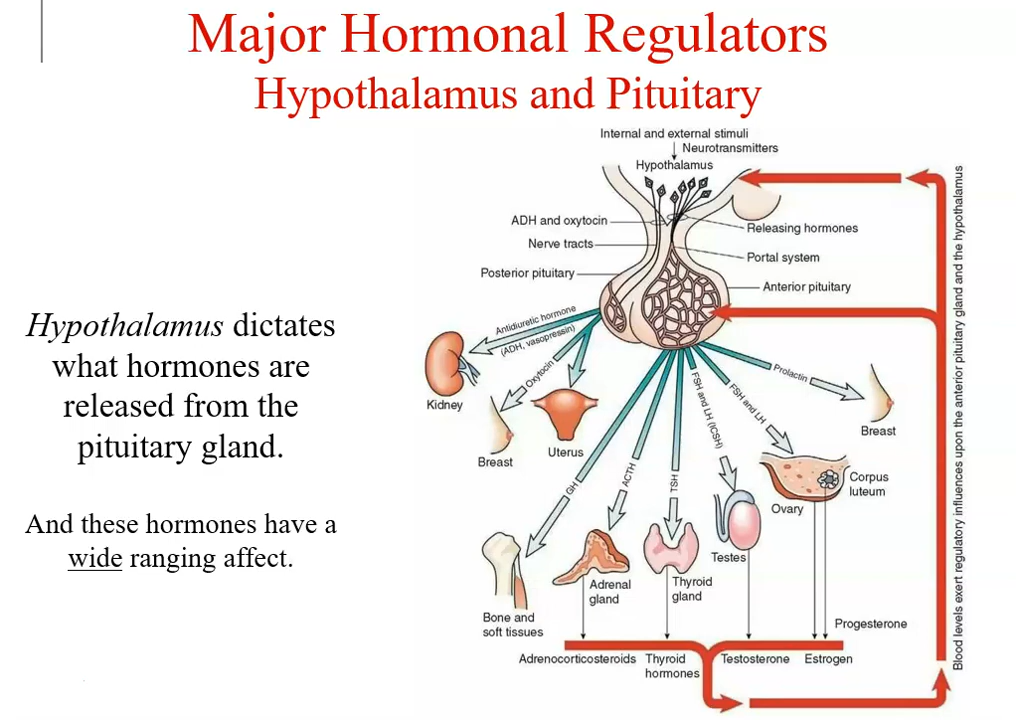 Major Hormonal Regulators
Hypothalamus and Pituitary
Internal and external stimuli
Neurotransmitters
Hypothalamus
ADH and oxytocin
Releasing hormones
Nerve tracts
Portal system
Posterior pituitary
Anterior pituitary
Hypothalamus dictates
what hormones are
released from the
pituitary gland.
And these hormones have a
wide ranging affect.
Antidiuretic hormone
(ADH, vasopressin)
Oxytocin
GH
ACTH
TSH
FSH and LH (ICSH)
FSH and LH
Prolactin
Kidney
Breast
Uterus
Breast
Corpus
luteum
Ovary
Testes
Thyroid
gland
Adrenal
gland
Bone and
soft tissues
Progesterone
Adrenocorticosteroids
Thyroid
hormones
Testosterone
Estrogen
Blood levels exert regulatory influences upon the anterior pituitary gland and the hypothalamus